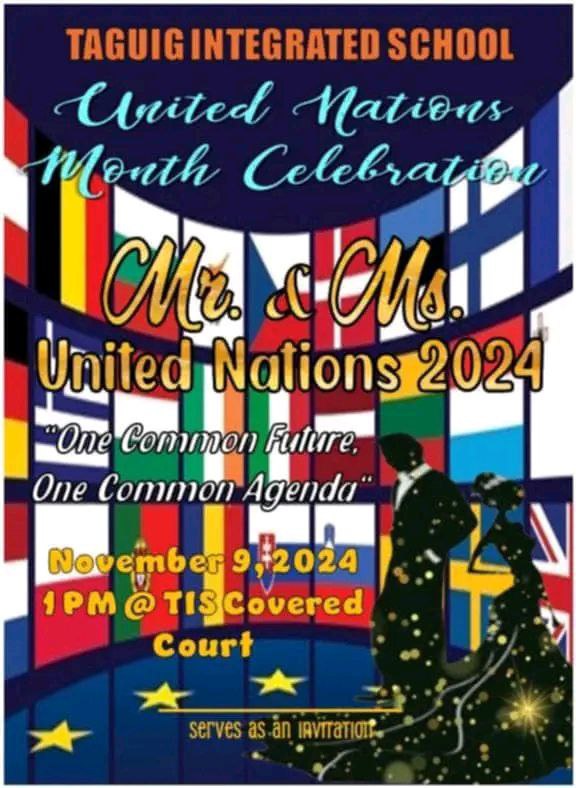 TAGUIG INTEGRATED SCHOOL
United Nations
Month Celebration
Mr. & Ms.
United Nations 2024
"One Common Future,
One Common Agenda"
November 9, 2024
1 PM @ TIS Covered
Court
serves as an invitation